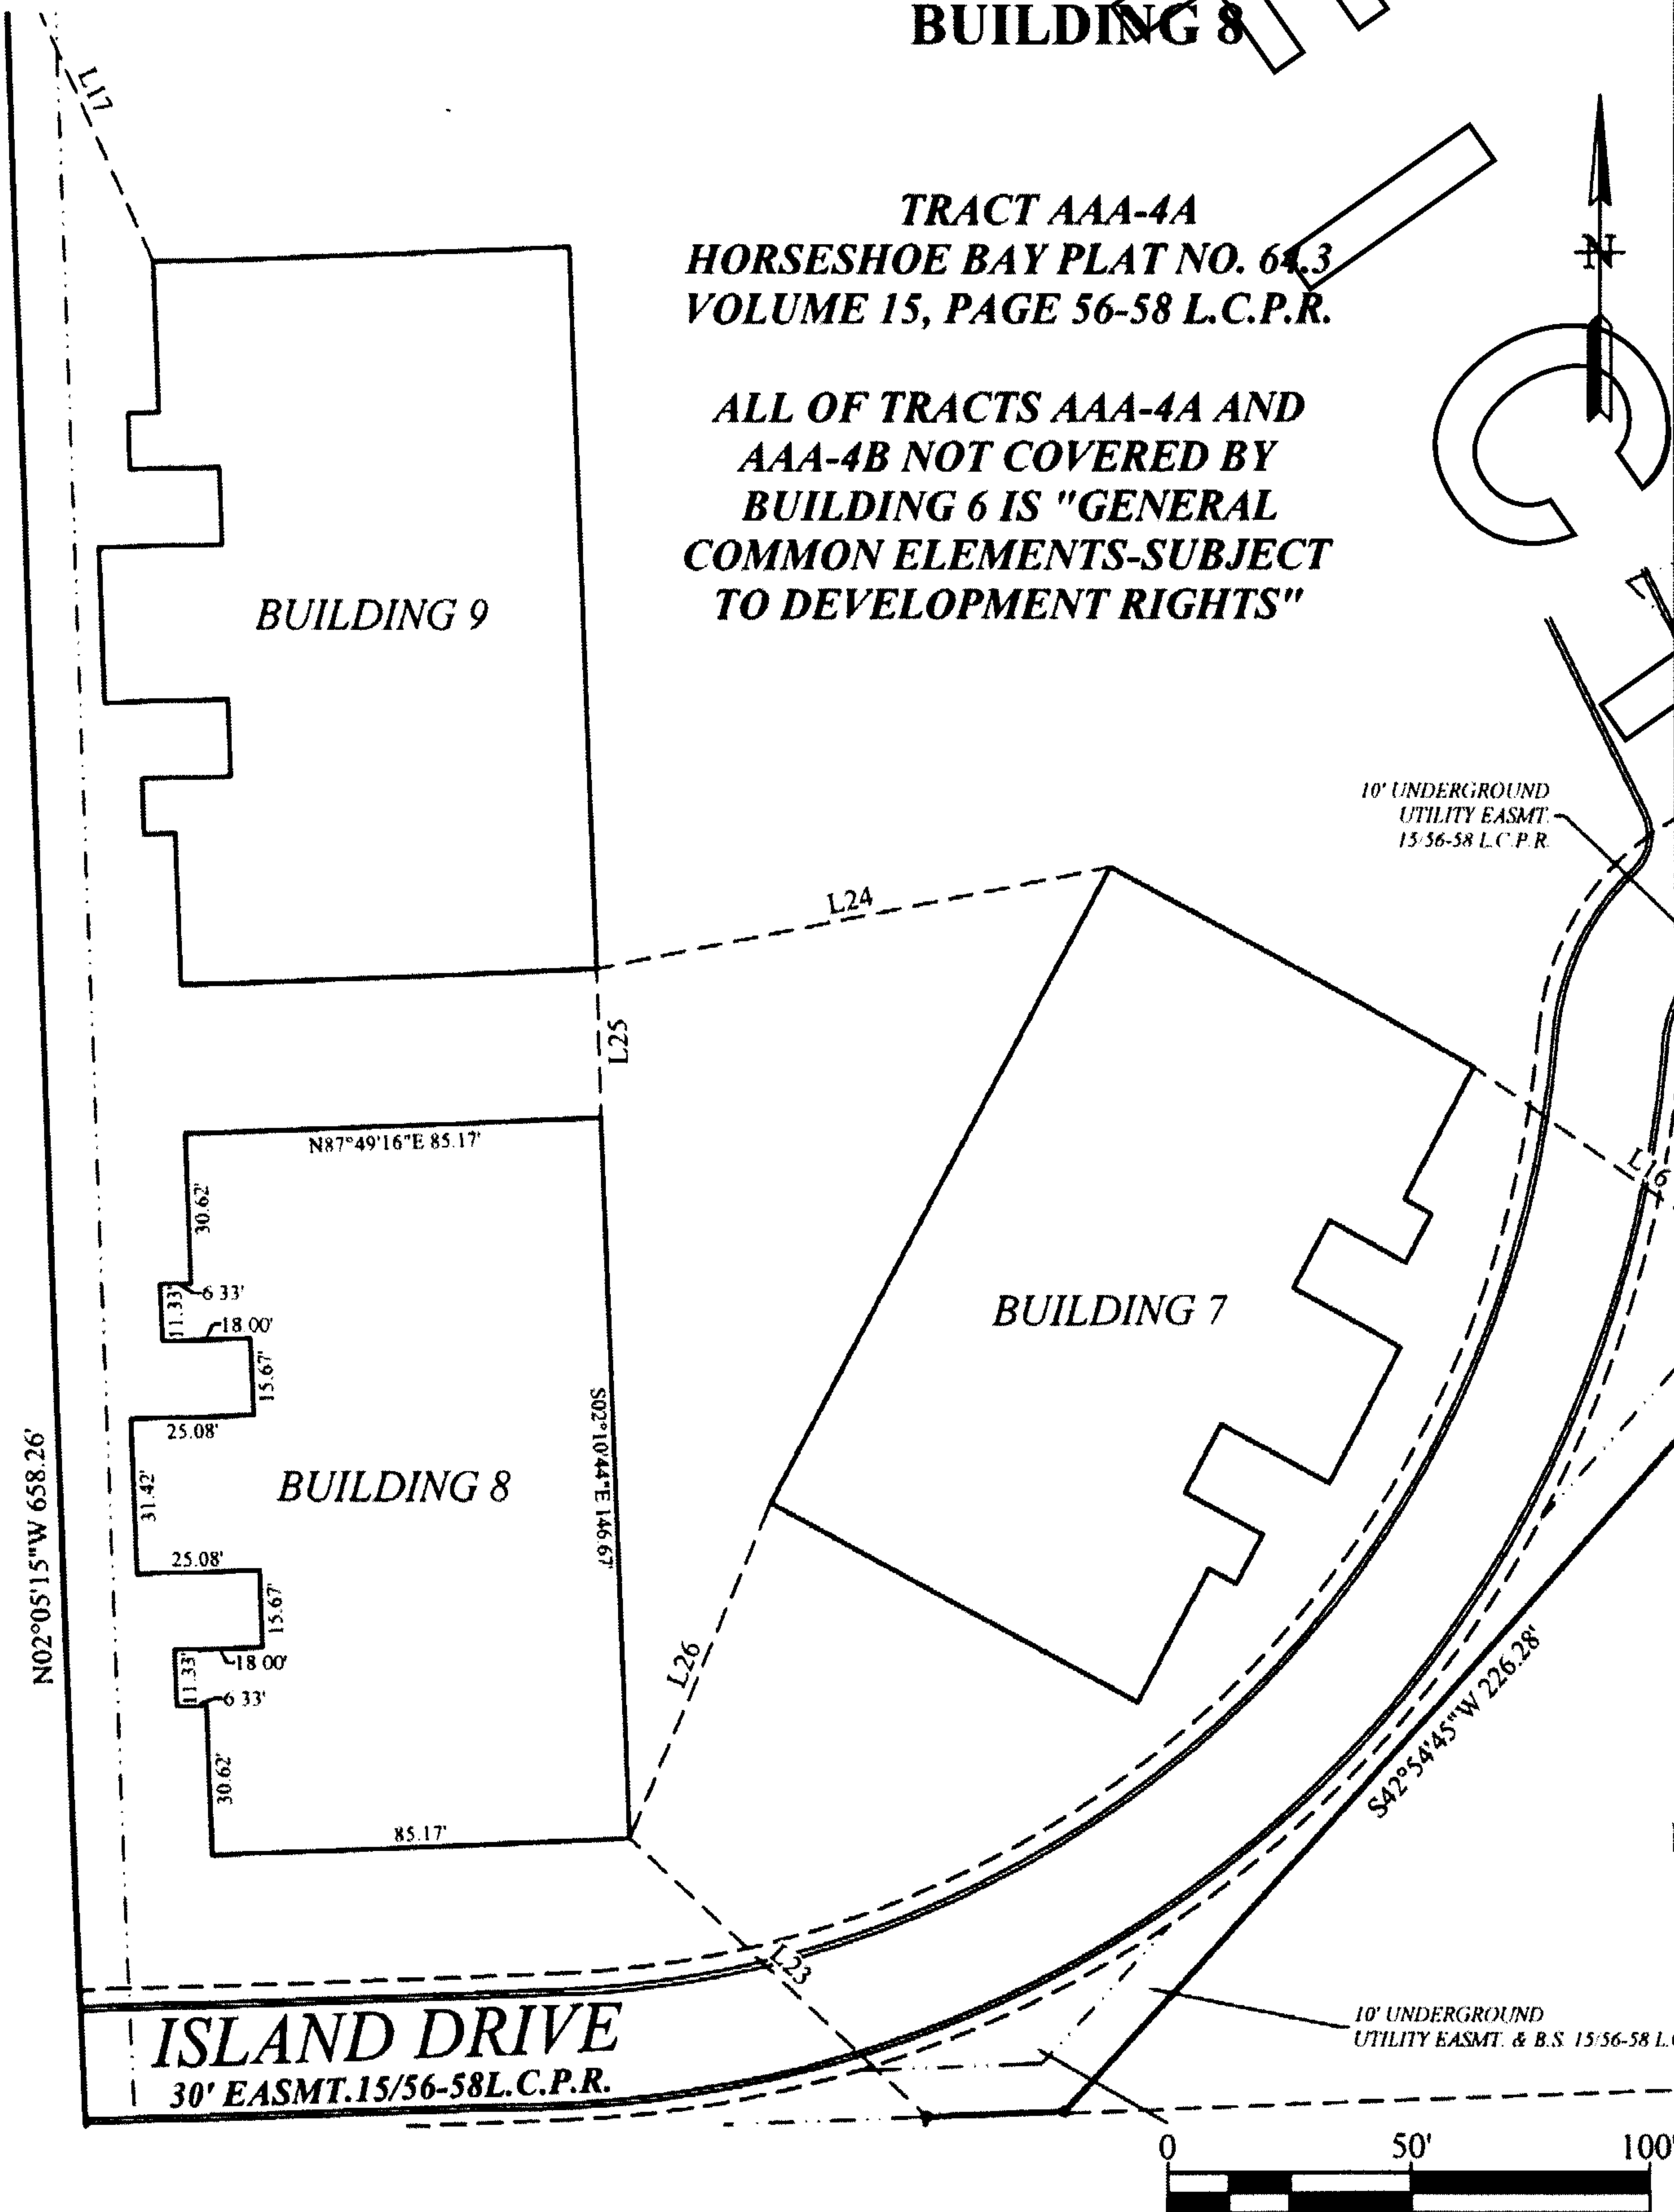 BUILDING 8
L17
TRACT AAA-4A
HORSESHOE BAY PLAT NO. 64.3
VOLUME 15, PAGE 56-58 L.C.P.R.
N
ALL OF TRACTS AAA-4A AND
AAA-4B NOT COVERED BY
BUILDING 6 IS "GENERAL
COMMON ELEMENTS-SUBJECT
TO DEVELOPMENT RIGHTS"
BUILDING 9
10' UNDERGROUND
UTILITY EASMT.
15/56-58 L.C.P.R.
L24
L25
N87°49'16"E 85.17'
L16
30.62'
6 33'
11.33'
18 00'
15.67'
25.08'
BUILDING 7
S02°10'44"E 146.67'
N02°05'15"W 658.26'
31.42'
BUILDING 8
25.08'
15.67'
18 00'
11.33'
6 33'
L26
30.62'
85.17'
S42°54'45"W 226.28'
L23
ISLAND DRIVE
30' EASMT.15/56-58L.C.P.R.
10' UNDERGROUND
UTILITY EASMT. & B.S. 15/56-58 L.
0 50' 100'